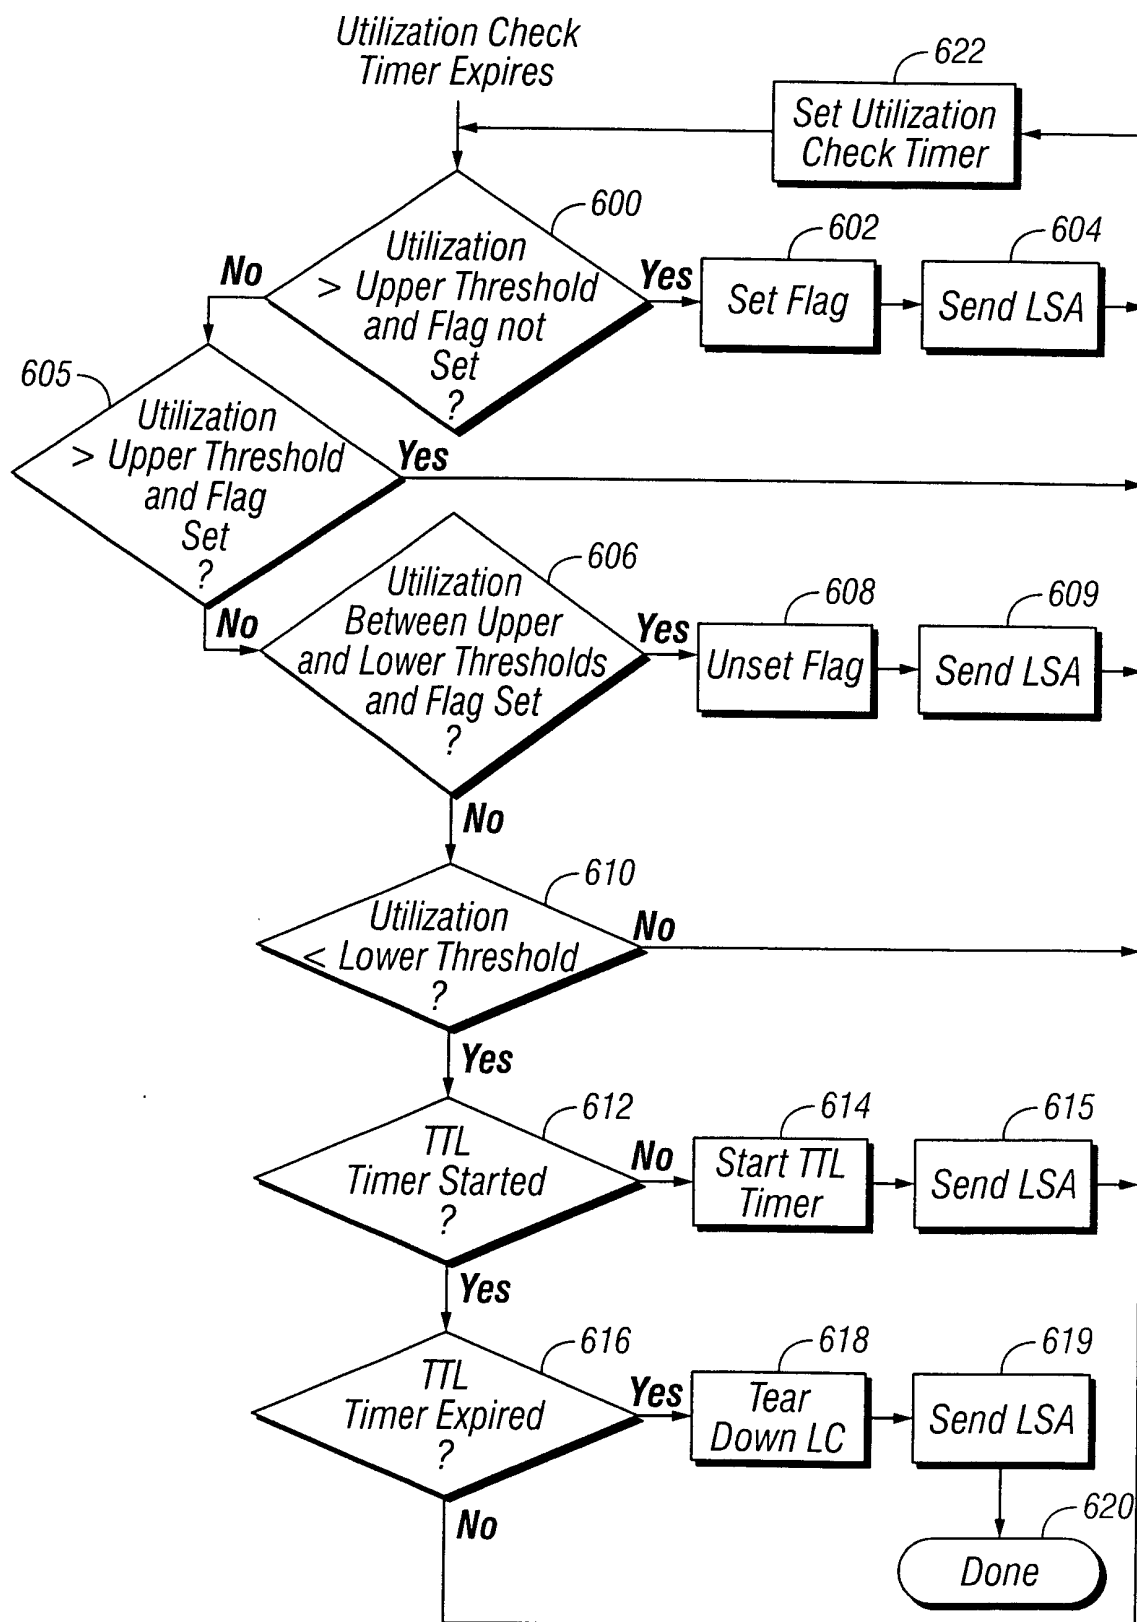 Utilization Check
Timer Expires
622
Set Utilization
Check Timer
600
Utilization
> Upper Threshold
and Flag not
Set
?
No
Yes
602
Set Flag
604
Send LSA
605
Utilization
> Upper Threshold
and Flag
Set
?
Yes
No
606
Utilization
Between Upper
and Lower Thresholds
and Flag Set
?
Yes
608
Unset Flag
609
Send LSA
No
610
Utilization
< Lower Threshold
?
No
Yes
612
TTL
Timer Started
?
No
614
Start TTL
Timer
615
Send LSA
Yes
616
TTL
Timer Expired
?
Yes
618
Tear
Down LC
619
Send LSA
No
620
Done